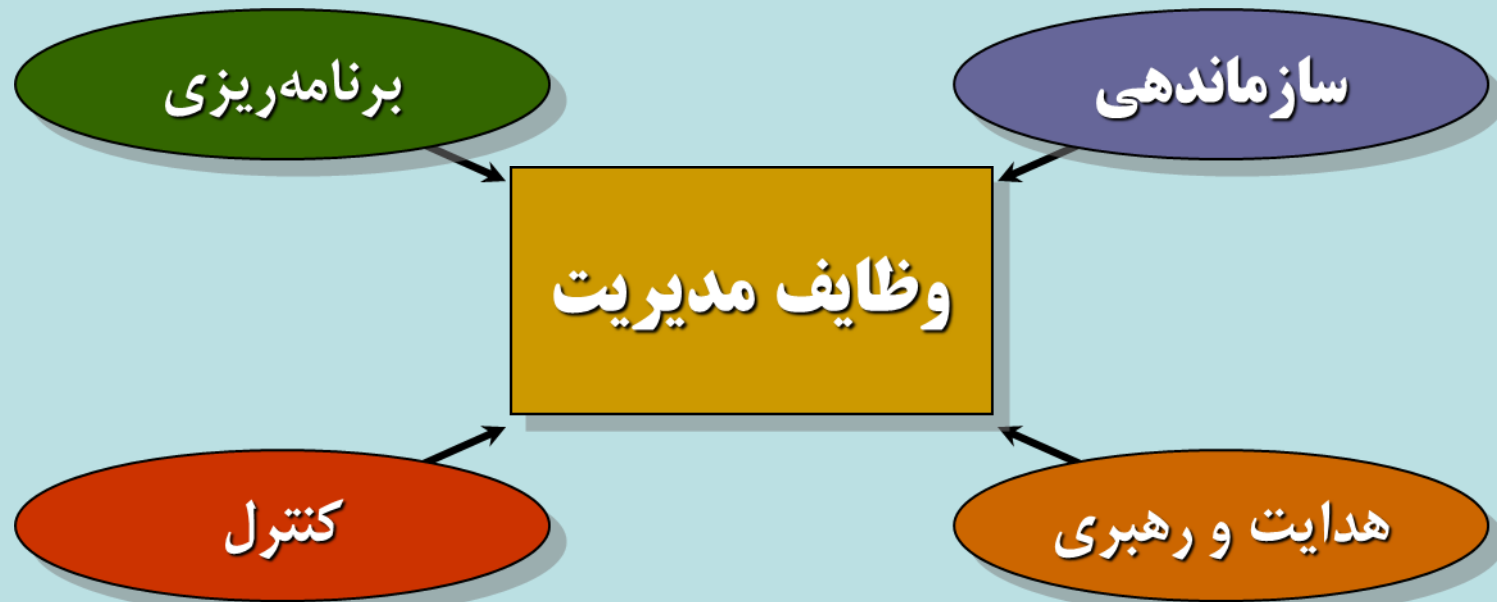 سازماندهی
برنامه‌ریزی
وظایف مدیریت
هدایت و رهبری
کنترل